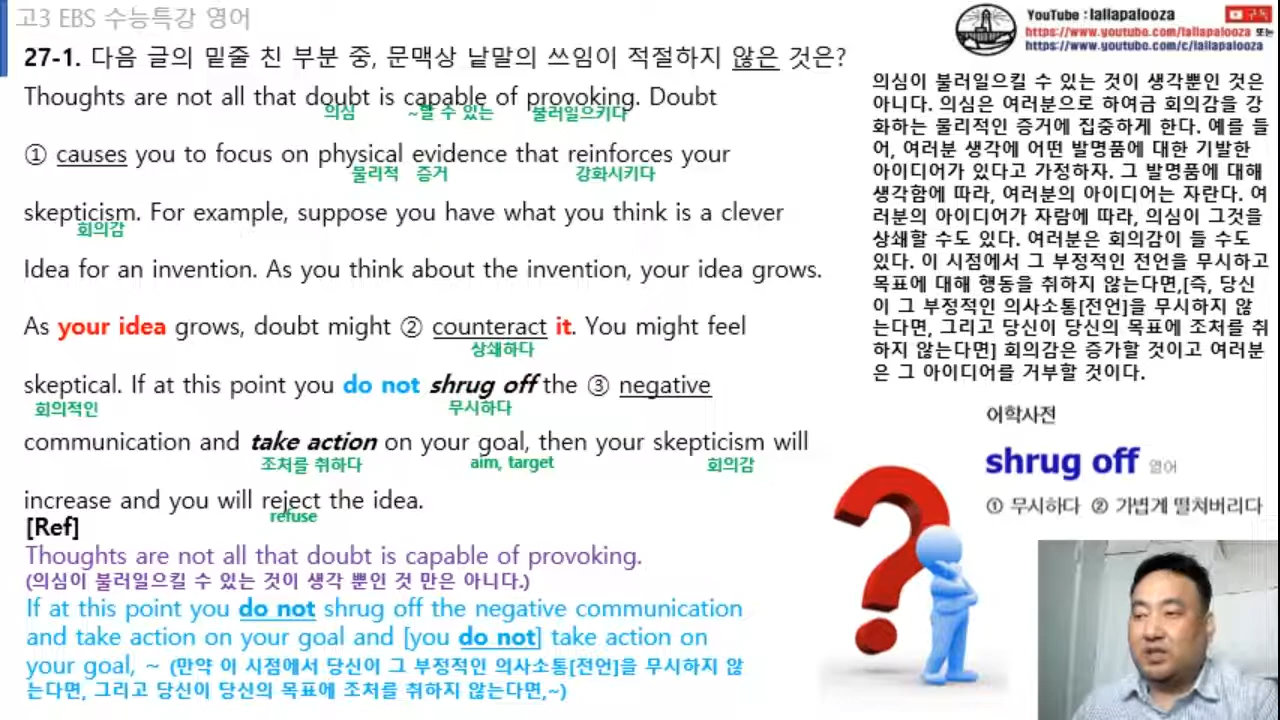 고3 EBS 수능특강 영어
27-1. 다음 글의 밑줄 친 부분 중, 문맥상 낱말의 쓰임이 적절하지 않은 것은?
Thoughts are not all that doubt is capable of provoking. Doubt
의심 ~할 수 있는 불러일으키다
① causes you to focus on physical evidence that reinforces your
물리적 증거 강화시키다
skepticism. For example, suppose you have what you think is a clever
회의감
Idea for an invention. As you think about the invention, your idea grows.
As your idea grows, doubt might ② counteract it. You might feel
상쇄하다
skeptical. If at this point you do not shrug off the ③ negative
회의적인 무시하다
communication and take action on your goal, then your skepticism will
조처를 취하다 aim, target 회의감
increase and you will reject the idea.
refuse
[Ref]
Thoughts are not all that doubt is capable of provoking.
(의심이 불러일으킬 수 있는 것이 생각 뿐인 것 만은 아니다.)
If at this point you do not shrug off the negative communication
and take action on your goal and [you do not] take action on
your goal, ~ (만약 이 시점에서 당신이 그 부정적인 의사소통[전언]을 무시하지 않
는다면, 그리고 당신이 당신의 목표에 조처를 취하지 않는다면,~)
YouTube : lallapalooza 구독
https://www.youtube.com/lallapalooza 또는
https://www.youtube.com/c/lallapalooza
의심이 불러일으킬 수 있는 것이 생각뿐인 것은
아니다. 의심은 여러분으로 하여금 회의감을 강
화하는 물리적인 증거에 집중하게 한다. 예를 들
어, 여러분 생각에 어떤 발명품에 대한 기발한
아이디어가 있다고 가정하자. 그 발명품에 대해
생각함에 따라, 여러분의 아이디어는 자란다. 여
러분의 아이디어가 자람에 따라, 의심이 그것을
상쇄할 수도 있다. 여러분은 회의감이 들 수도
있다. 이 시점에서 그 부정적인 전언을 무시하고
목표에 대해 행동을 취하지 않는다면,[즉, 당신
이 그 부정적인 의사소통[전언]을 무시하지 않
는다면, 그리고 당신이 당신의 목표에 조처를 취
하지 않는다면] 회의감은 증가할 것이고 여러분
은 그 아이디어를 거부할 것이다.
어학사전
shrug off 영어
① 무시하다 ② 가볍게 떨쳐버리다